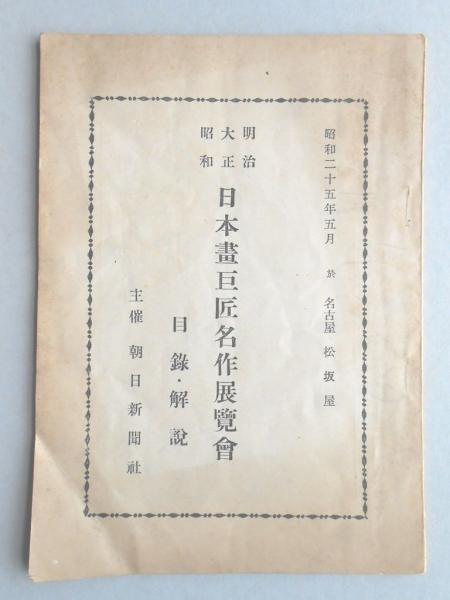 昭和二十五年五月 於 名古屋 松坂屋
明治
大正
昭和
日本畫巨匠名作展覽會
目錄・解說
主催 朝日新聞社